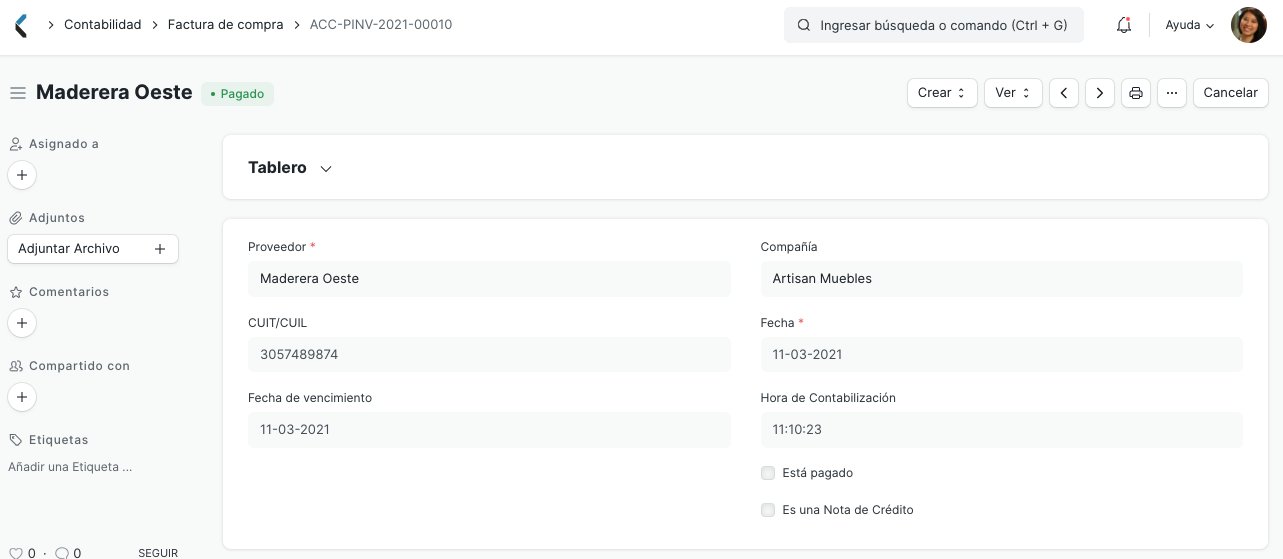 Contabilidad > Factura de compra > ACC-PINV-2021-00010
Ingresar búsqueda o comando (Ctrl + G)
Ayuda
Maderera Oeste
Pagado
Crear
Ver
Cancelar
Asignado a
Adjuntos
Adjuntar Archivo
Comentarios
Compartido con
Etiquetas
Añadir una Etiqueta ...
0 · 0
SEGUIR
Tablero
Proveedor *
Maderera Oeste
CUIT/CUIL
3057489874
Fecha de vencimiento
11-03-2021
Compañía
Artisan Muebles
Fecha *
11-03-2021
Hora de Contabilización
11:10:23
Está pagado
Es una Nota de Crédito